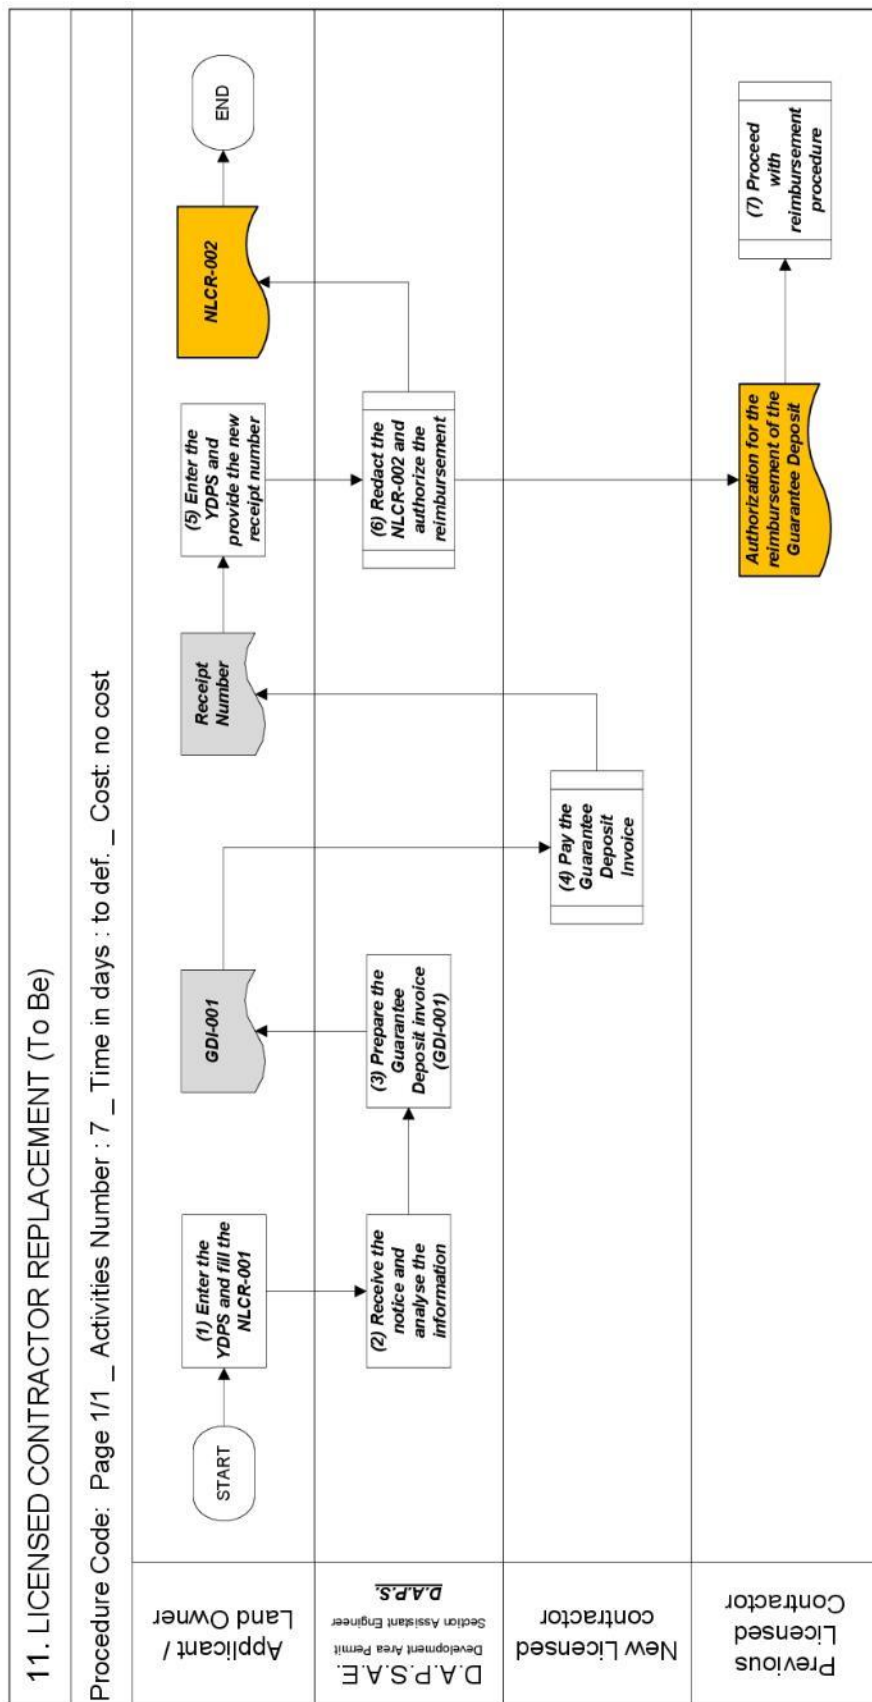 11. LICENSED CONTRACTOR REPLACEMENT (To Be)
Procedure Code: Page 1/1 _ Activities Number : 7 _ Time in days : to def. _ Cost: no cost
Applicant /
Land Owner
START
(1) Enter the
YDPS and fill the
NLCR-001
GDI-001
Receipt
Number
(5) Enter the
YDPS and
provide the new
receipt number
NLCR-002
END
D.A.P.S.A.E.
Development Area Permit
Section Assistant Engineer
D.A.P.S.
(2) Receive the
notice and
analyse the
information
(3) Prepare the
Guarantee
Deposit invoice
(GDI-001)
(6) Redact the
NLCR-002 and
authorize the
reimbursement
New Licensed
contractor
(4) Pay the
Guarantee
Deposit
Invoice
Previous
Licensed
Contractor
Authorization for the
reimbursement of the
Guarantee Deposit
(7) Proceed
with
reimbursement
procedure